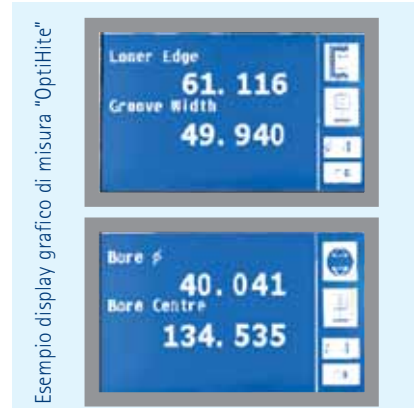 Esempio display grafico di misura "OptiHite"
Loner Edge
61. 116
Groove Width
49. 940
Bore ∮
40. 041
Bore Centre
134. 535